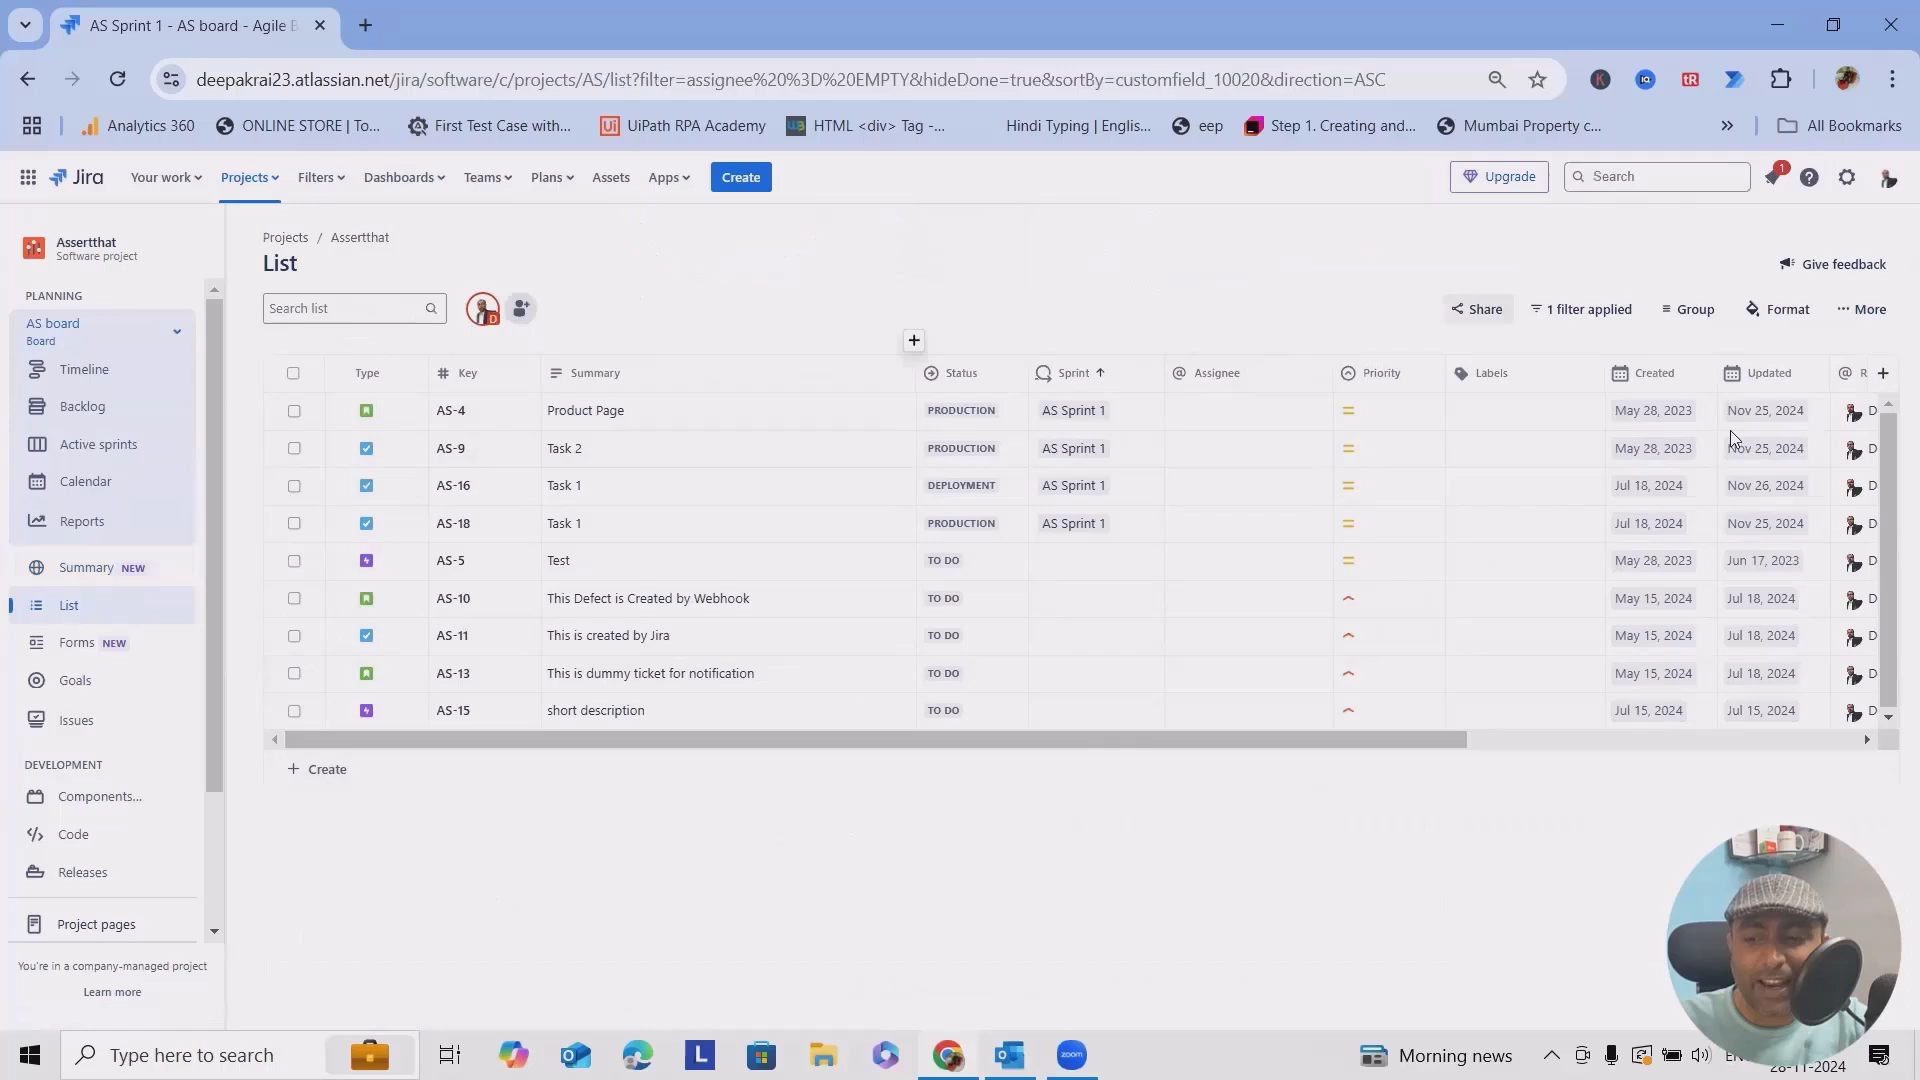 AS Sprint 1 - AS board - Agile B
deepakrai23.atlassian.net/jira/software/c/projects/AS/list?filter=assignee%20%3D%20EMPTY&hideDone=true&sortBy=customfield_10020&direction=ASC
Analytics 360
ONLINE STORE | To...
First Test Case with...
UiPath RPA Academy
HTML <div> Tag -...
Hindi Typing | Englis...
eep
Step 1. Creating and...
Mumbai Property c...
All Bookmarks
Jira
Your work
Projects
Filters
Dashboards
Teams
Plans
Assets
Apps
Create
Upgrade
Search
1
Assertthat
Software project
PLANNING
AS board
Board
Timeline
Backlog
Active sprints
Calendar
Reports
Summary NEW
List
Forms NEW
Goals
Issues
DEVELOPMENT
Components...
Code
Releases
Project pages
You're in a company-managed project
Learn more
Projects / Assertthat
List
Give feedback
Search list
D
Share
1 filter applied
Group
Format
More
Type Key Summary Status Sprint Assignee Priority Labels Created Updated R
AS-4 Product Page PRODUCTION AS Sprint 1 May 28, 2023 Nov 25, 2024 D
AS-9 Task 2 PRODUCTION AS Sprint 1 May 28, 2023 Nov 25, 2024 D
AS-16 Task 1 DEPLOYMENT AS Sprint 1 Jul 18, 2024 Nov 26, 2024 D
AS-18 Task 1 PRODUCTION AS Sprint 1 Jul 18, 2024 Nov 25, 2024 D
AS-5 Test TO DO May 28, 2023 Jun 17, 2023 D
AS-10 This Defect is Created by Webhook TO DO May 15, 2024 Jul 18, 2024 D
AS-11 This is created by Jira TO DO May 15, 2024 Jul 18, 2024 D
AS-13 This is dummy ticket for notification TO DO May 15, 2024 Jul 18, 2024 D
AS-15 short description TO DO Jul 15, 2024 Jul 15, 2024 D
Create
Type here to search
L
zoom
Morning news
28-11-2024